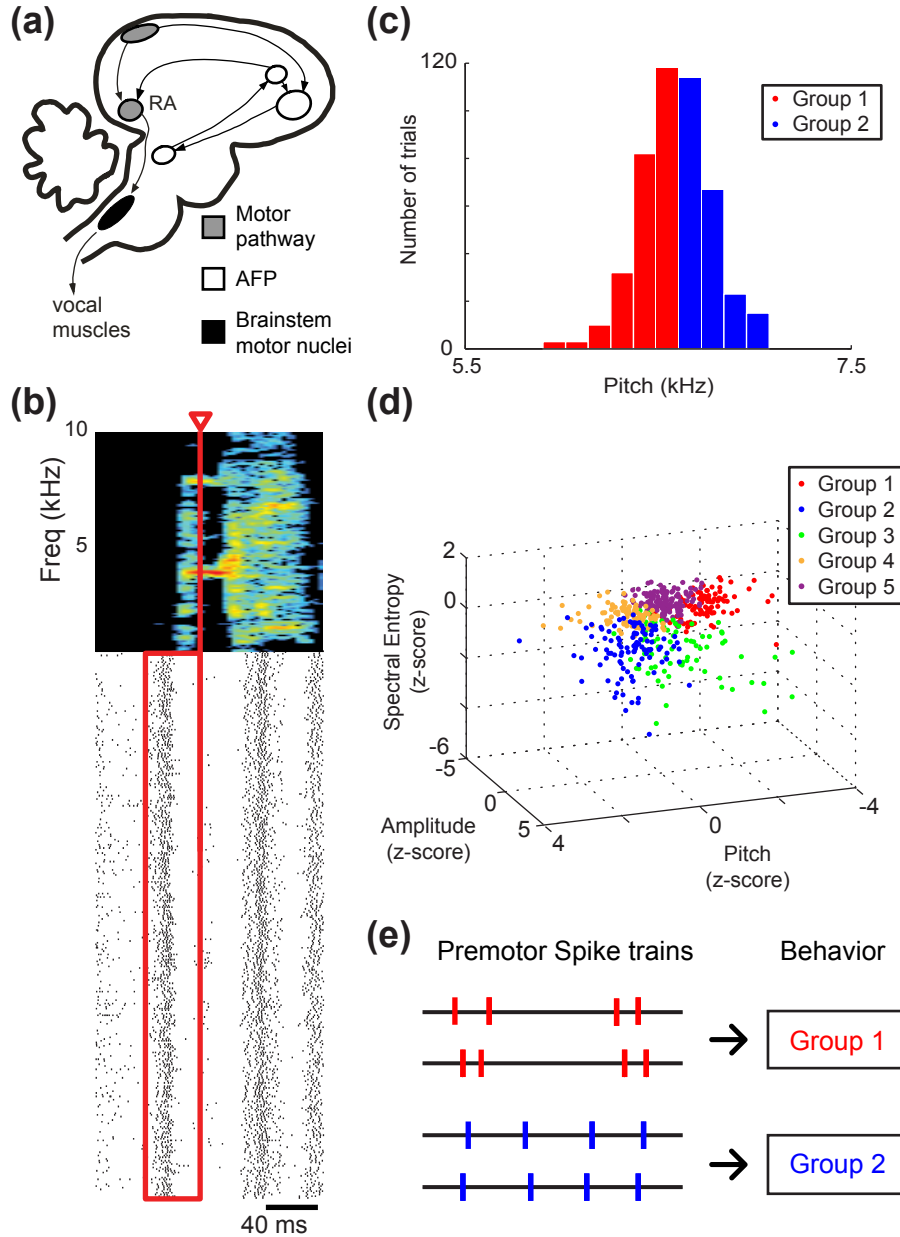 (a)
RA
Motor
pathway
AFP
Brainstem
motor nuclei
vocal
muscles
(b)
10
5
Freq (kHz)
40 ms
(c)
120
0
Number of trials
Group 1
Group 2
5.5
7.5
Pitch (kHz)
(d)
Group 1
Group 2
Group 3
Group 4
Group 5
2
0
-6
Spectral Entropy
(z-score)
-5
0
5
Amplitude
(z-score)
4
0
-4
Pitch
(z-score)
(e)
Premotor Spike trains
Behavior
Group 1
Group 2